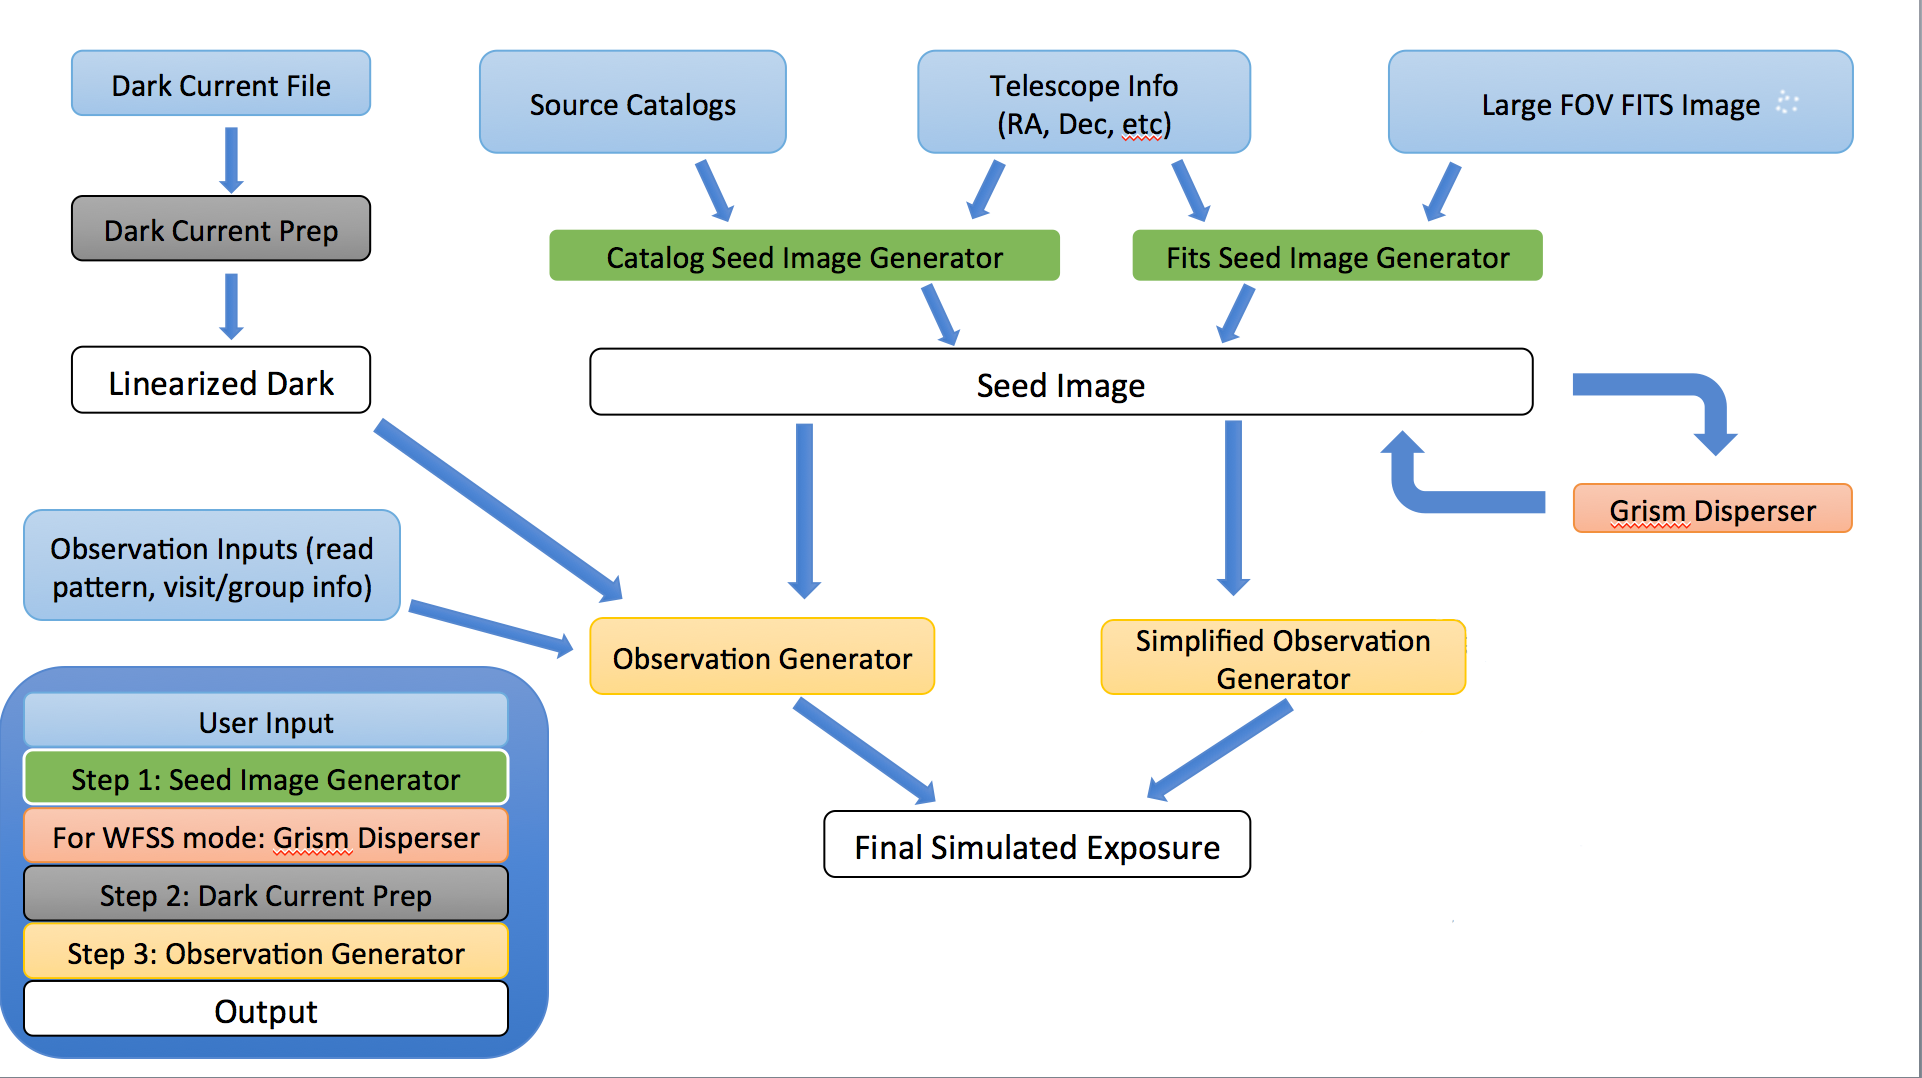 Dark Current File
Source Catalogs
Telescope Info
(RA, Dec, etc)
Large FOV FITS Image
Dark Current Prep
Catalog Seed Image Generator
Fits Seed Image Generator
Linearized Dark
Seed Image
Grism Disperser
Observation Inputs (read
pattern, visit/group info)
Observation Generator
Simplified Observation
Generator
Final Simulated Exposure
User Input
Step 1: Seed Image Generator
For WFSS mode: Grism Disperser
Step 2: Dark Current Prep
Step 3: Observation Generator
Output